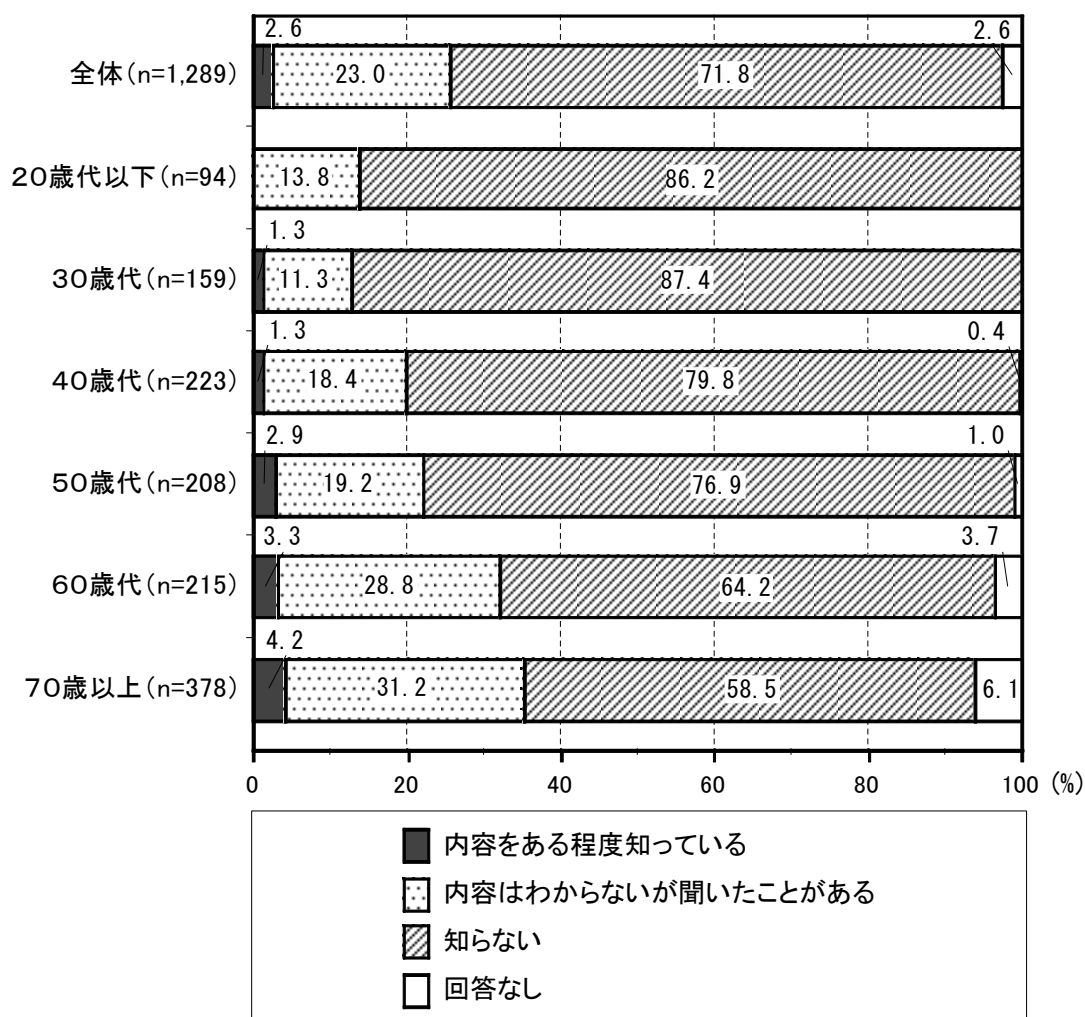 2.6 2.6
全体(n=1,289) 23.0 71.8
20歳代以下(n=94) 13.8 86.2
1.3
30歳代(n=159) 11.3 87.4
1.3 0.4
40歳代(n=223) 18.4 79.8
2.9 1.0
50歳代(n=208) 19.2 76.9
3.3 3.7
60歳代(n=215) 28.8 64.2
4.2
70歳以上(n=378) 31.2 58.5 6.1
0 20 40 60 80 100 (%)
内容をある程度知っている
内容はわからないが聞いたことがある
知らない
回答なし